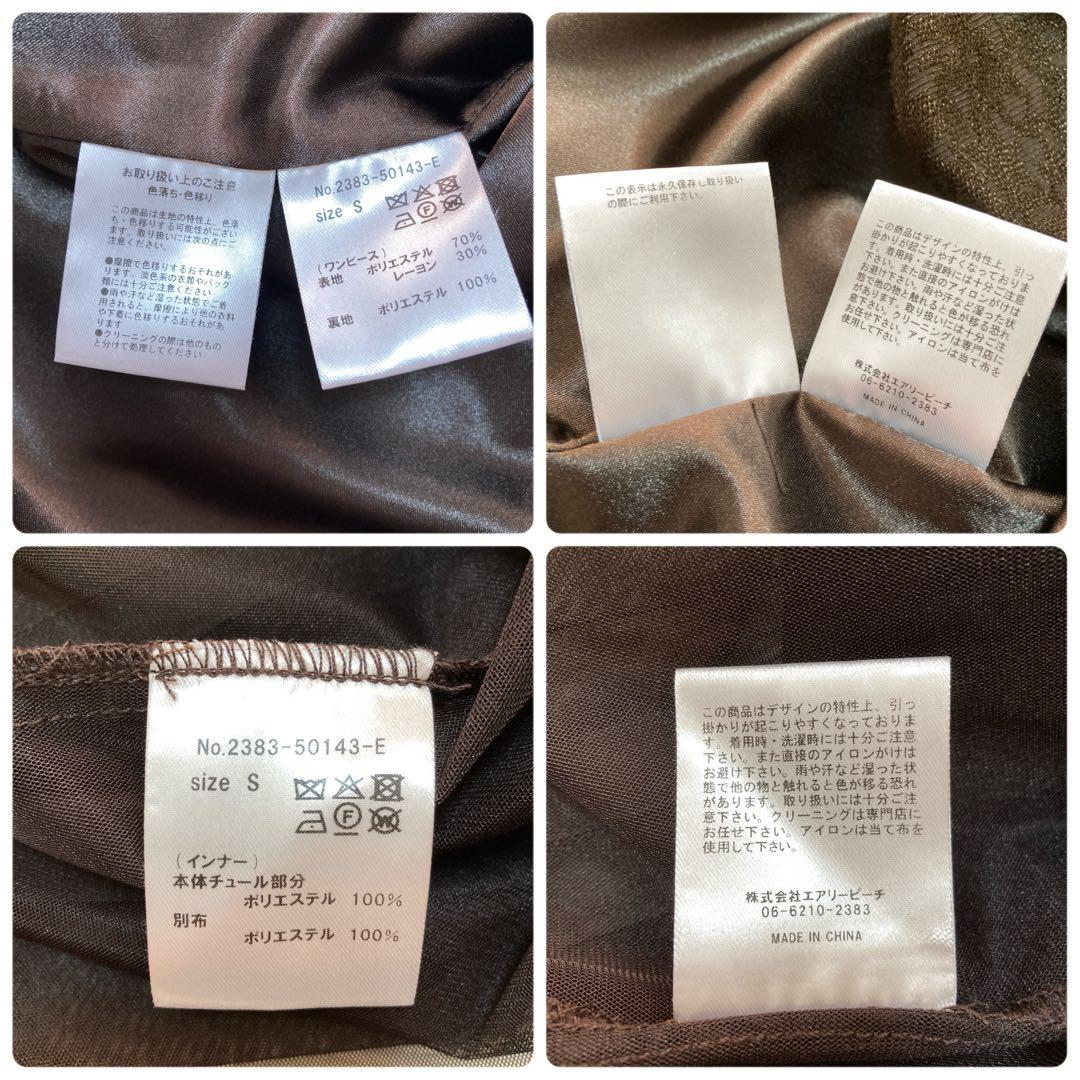 お取り扱い上のご注意
色落ち・色移り
この商品は生地の特性上、色落
ち・色移りする可能性がござい
ます。取り扱いには次の点にご
注意ください。
●摩擦で色移りするおそれがあ
ります。淡色系の衣類やバッグ
類には十分ご注意ください
●雨や汗など湿った状態でご着
用されると、摩擦により他の衣料
や下着に色移りするおそれがあ
ります
●クリーニングの際は他のもの
と分けて処理してください
No.2383-50143-E
size S
(ワンピース)
表地 ポリエステル 70%
レーヨン 30%
裏地 ポリエステル 100%
この表示は永久保存し取り扱い
の際にご利用下さい。
この商品はデザインの特性上、引っ
掛かりが起こりやすくなっておりま
す。着用時・洗濯時には十分ご注意
下さい。また直接のアイロンがけは
お避け下さい。雨や汗など湿った状
態で他の物と触れると色が移る恐れ
があります。取り扱いには十分ご注
意下さい。クリーニングは専門店に
お任せ下さい。アイロンは当て布を
使用して下さい。
株式会社エアリーピーチ
06-6210-2383
MADE IN CHINA
No.2383-50143-E
size S
(インナー)
本体チュール部分
ポリエステル 100%
別布
ポリエステル 100%
この商品はデザインの特性上、引っ
掛かりが起こりやすくなっておりま
す。着用時・洗濯時には十分ご注意
下さい。また直接のアイロンがけは
お避け下さい。雨や汗など湿った状
態で他の物と触れると色が移る恐れ
があります。取り扱いには十分ご注
意下さい。クリーニングは専門店に
お任せ下さい。アイロンは当て布を
使用して下さい。
株式会社エアリーピーチ
06-6210-2383
MADE IN CHINA